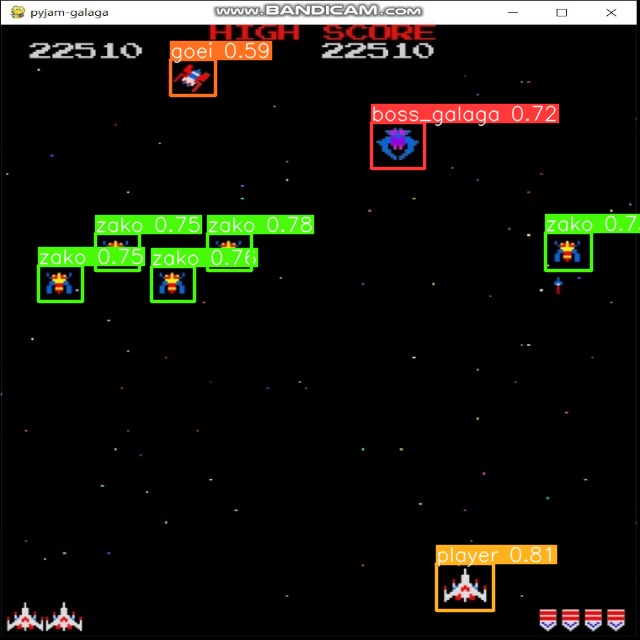 pyjam-galaga
www.BANDICAM.com
HIGH SCORE
22510
22510
goei 0.59
boss_galaga 0.72
zako 0.75
zako 0.78
zako 0.75
zako 0.76
player 0.81